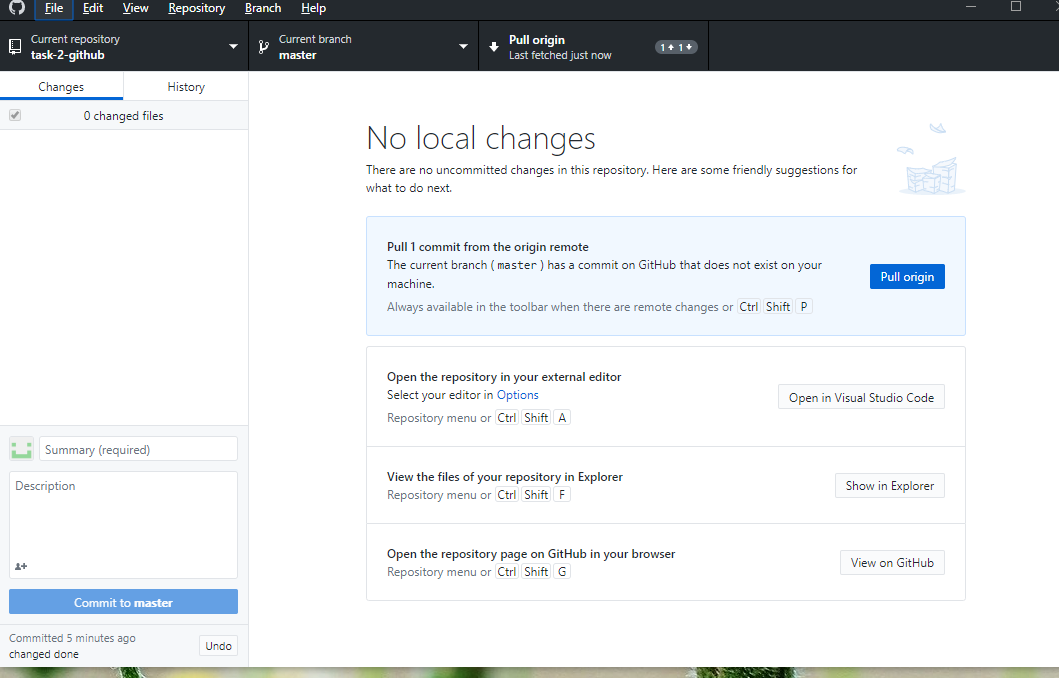 File Edit View Repository Branch Help
Current repository
task-2-github
Current branch
master
Pull origin
Last fetched just now
1 1
Changes History
0 changed files
No local changes
There are no uncommitted changes in this repository. Here are some friendly suggestions for
what to do next.
Pull 1 commit from the origin remote
The current branch ( master ) has a commit on GitHub that does not exist on your
machine.
Always available in the toolbar when there are remote changes or Ctrl Shift P
Pull origin
Open the repository in your external editor
Select your editor in Options
Repository menu or Ctrl Shift A
Open in Visual Studio Code
View the files of your repository in Explorer
Repository menu or Ctrl Shift F
Show in Explorer
Open the repository page on GitHub in your browser
Repository menu or Ctrl Shift G
View on GitHub
Summary (required)
Description
Commit to master
Committed 5 minutes ago
changed done
Undo